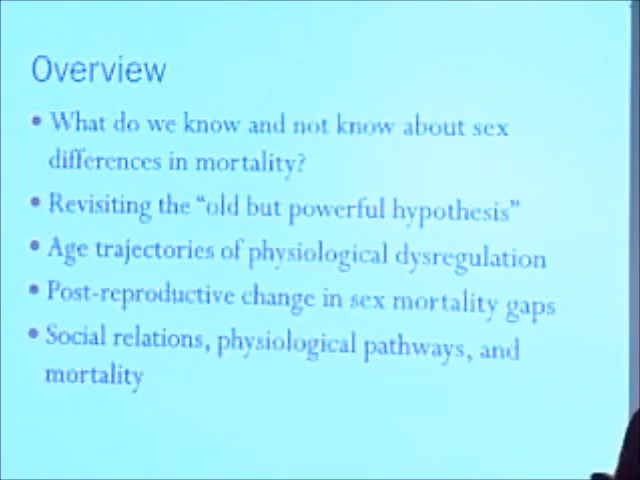 Overview
• What do we know and not know about sex
differences in mortality?
• Revisiting the “old but powerful hypothesis”
• Age trajectories of physiological dysregulation
• Post-reproductive change in sex mortality gaps
• Social relations, physiological pathways, and
mortality